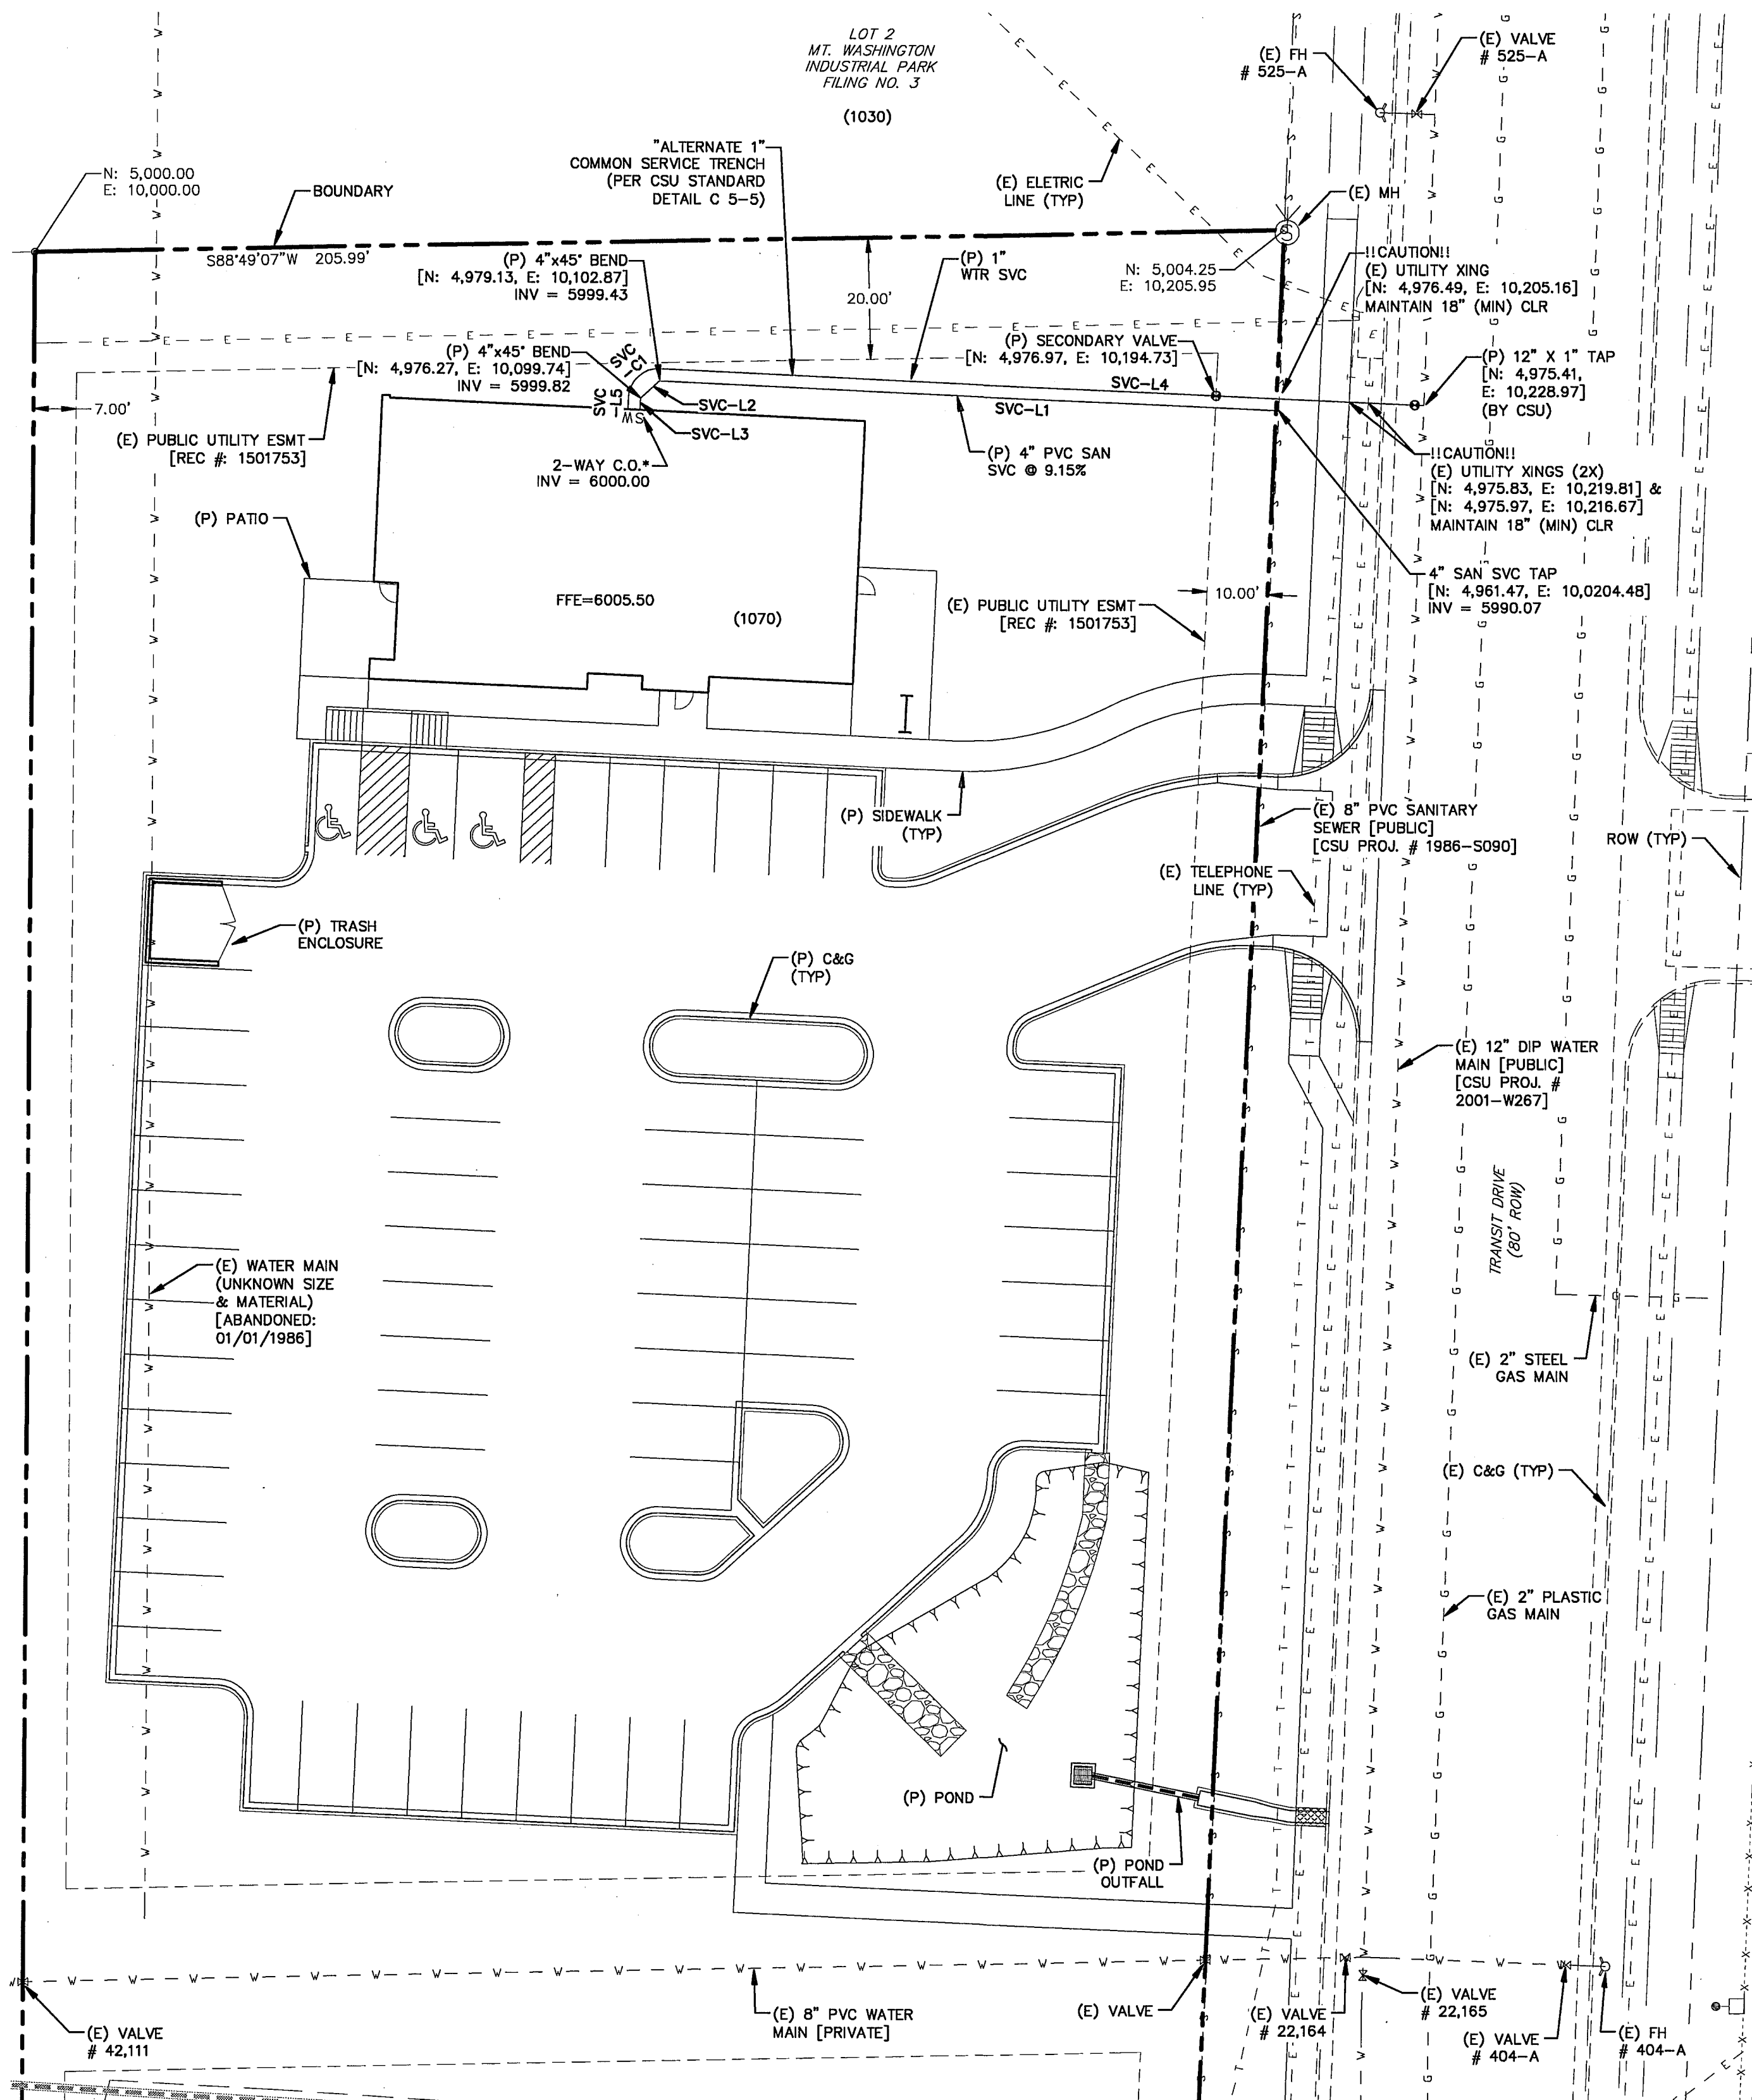 LOT 2
MT. WASHINGTON
INDUSTRIAL PARK
FILING NO. 3
(1030)
(E) FH
# 525-A
(E) VALVE
# 525-A
N: 5,000.00
E: 10,000.00
BOUNDARY
S88°49'07"W 205.99'
"ALTERNATE 1"
COMMON SERVICE TRENCH
(PER CSU STANDARD
DETAIL C 5-5)
(E) ELETRIC
LINE (TYP)
(E) MH
(P) 4"x45° BEND
[N: 4,979.13, E: 10,102.87]
INV = 5999.43
20.00'
(P) 1"
WTR SVC
N: 5,004.25
E: 10,205.95
!!CAUTION!!
(E) UTILITY XING
[N: 4,976.49, E: 10,205.16]
MAINTAIN 18" (MIN) CLR
(P) 4"x45° BEND
[N: 4,976.27, E: 10,099.74]
INV = 5999.82
SVC
-C1
(P) SECONDARY VALVE
[N: 4,976.97, E: 10,194.73]
(P) 12" X 1" TAP
[N: 4,975.41,
E: 10,228.97]
(BY CSU)
SVC-L4
SVC-L1
SVC-L2
SVC
-L5
SVC-L3
7.00'
(E) PUBLIC UTILITY ESMT
[REC #: 1501753]
2-WAY C.O.*
INV = 6000.00
(P) 4" PVC SAN
SVC @ 9.15%
!!CAUTION!!
(E) UTILITY XINGS (2X)
[N: 4,975.83, E: 10,219.81] &
[N: 4,975.97, E: 10,216.67]
MAINTAIN 18" (MIN) CLR
(P) PATIO
4" SAN SVC TAP
[N: 4,961.47, E: 10,0204.48]
INV = 5990.07
FFE=6005.50
(1070)
(E) PUBLIC UTILITY ESMT
[REC #: 1501753]
10.00'
(P) SIDEWALK
(TYP)
(E) 8" PVC SANITARY
SEWER [PUBLIC]
[CSU PROJ. # 1986-S090]
ROW (TYP)
(E) TELEPHONE
LINE (TYP)
(P) TRASH
ENCLOSURE
(P) C&G
(TYP)
(E) 12" DIP WATER
MAIN [PUBLIC]
[CSU PROJ. #
2001-W267]
TRANSIT DRIVE
(80' ROW)
(E) WATER MAIN
(UNKNOWN SIZE
& MATERIAL)
[ABANDONED:
01/01/1986]
(E) 2" STEEL
GAS MAIN
(E) C&G (TYP)
(E) 2" PLASTIC
GAS MAIN
(P) POND
(P) POND
OUTFALL
(E) VALVE
# 42,111
(E) 8" PVC WATER
MAIN [PRIVATE]
(E) VALVE
(E) VALVE
# 22,164
(E) VALVE
# 22,165
(E) VALVE
# 404-A
(E) FH
# 404-A